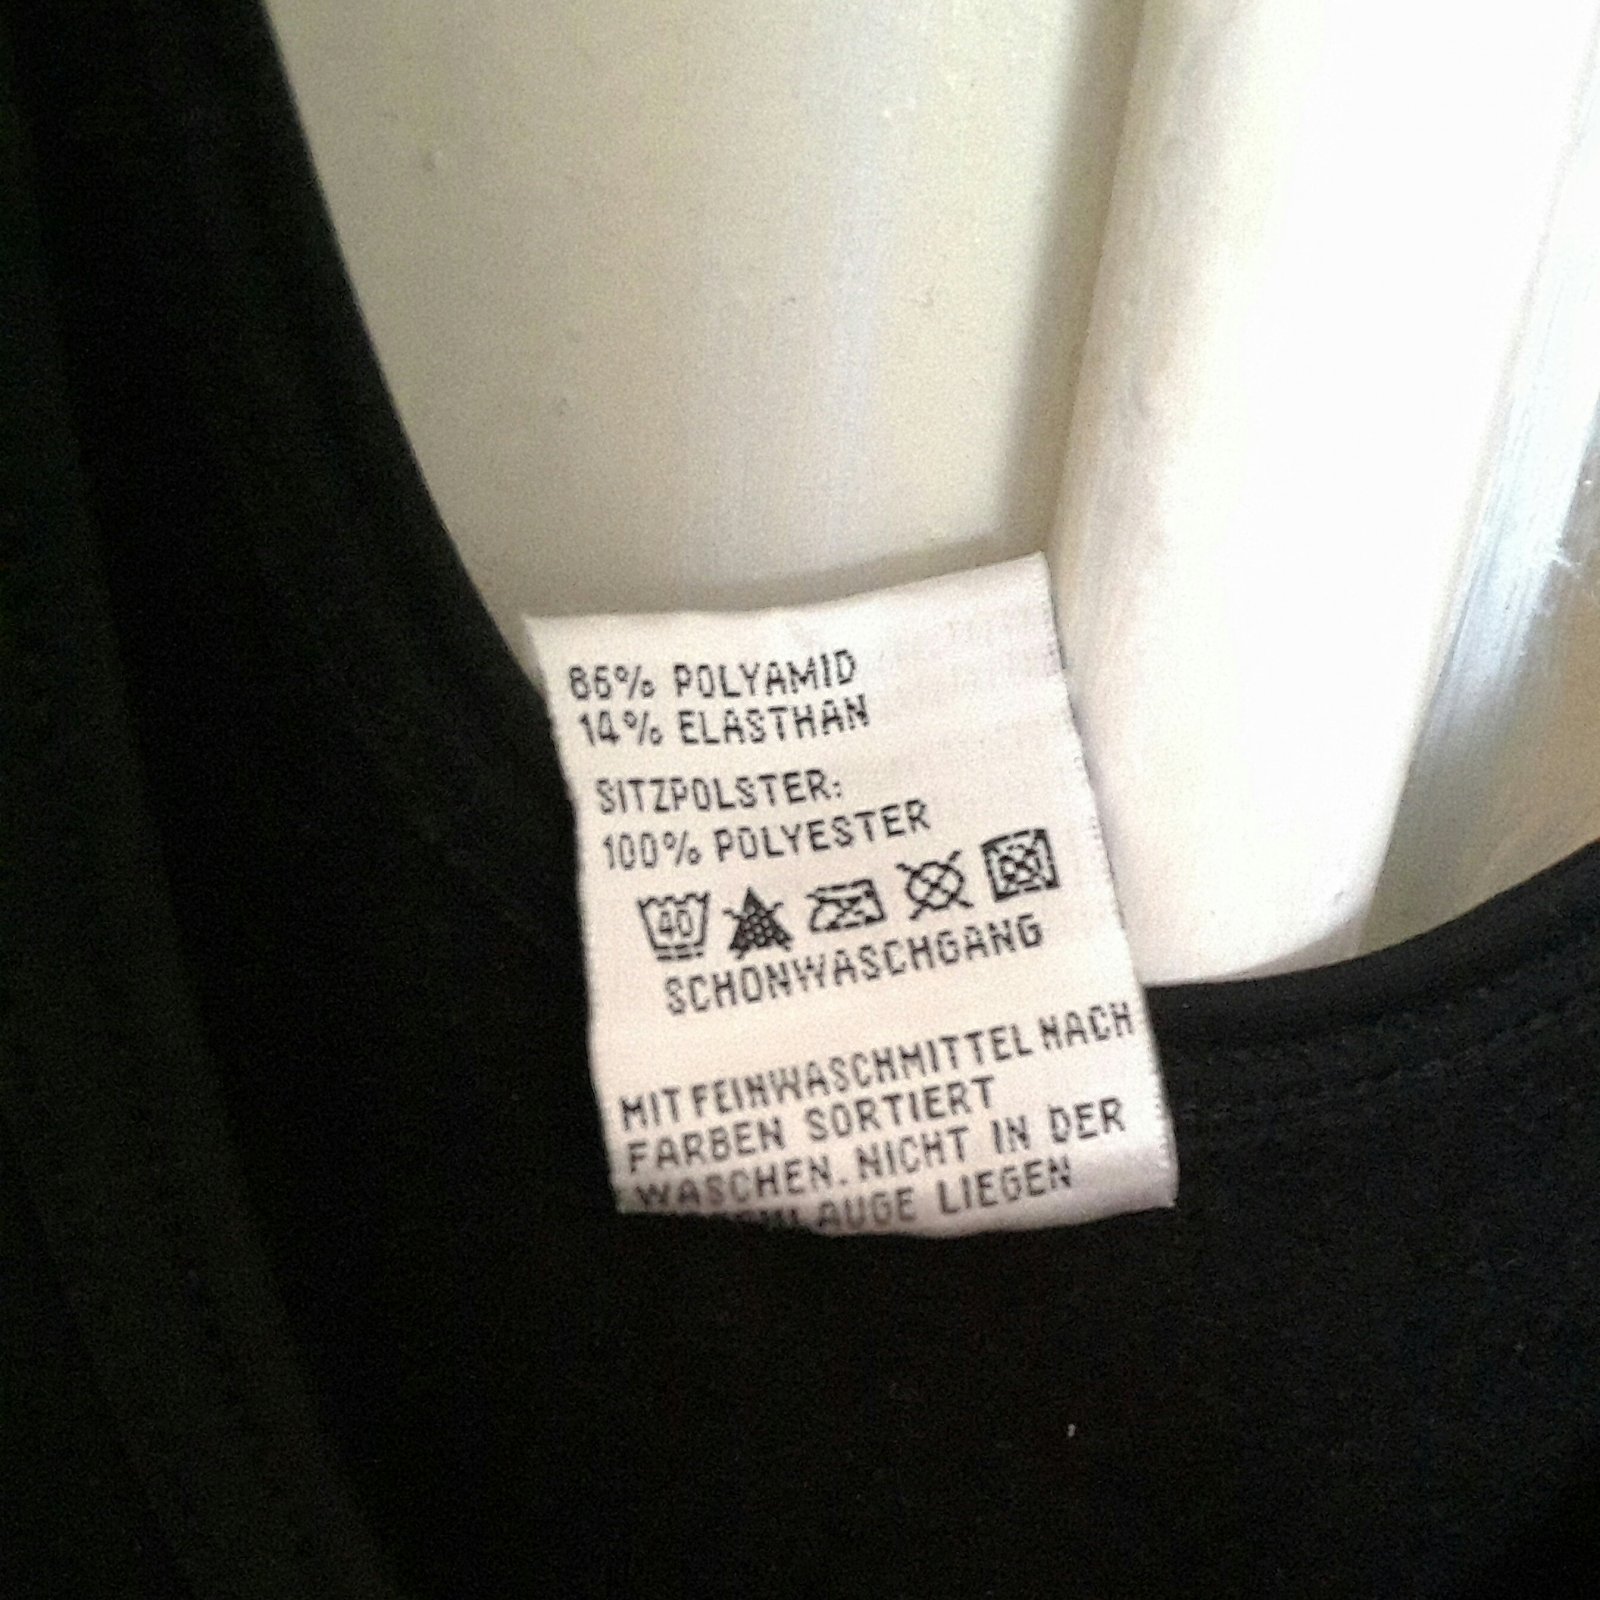 86% POLYAMID
14% ELASTHAN
SITZPOLSTER:
100% POLYESTER
40
SCHONWASCHGANG
MIT FEINWASCHMITTEL NACH
FARBEN SORTIERT
WASCHEN. NICHT IN DER
LIEGEN